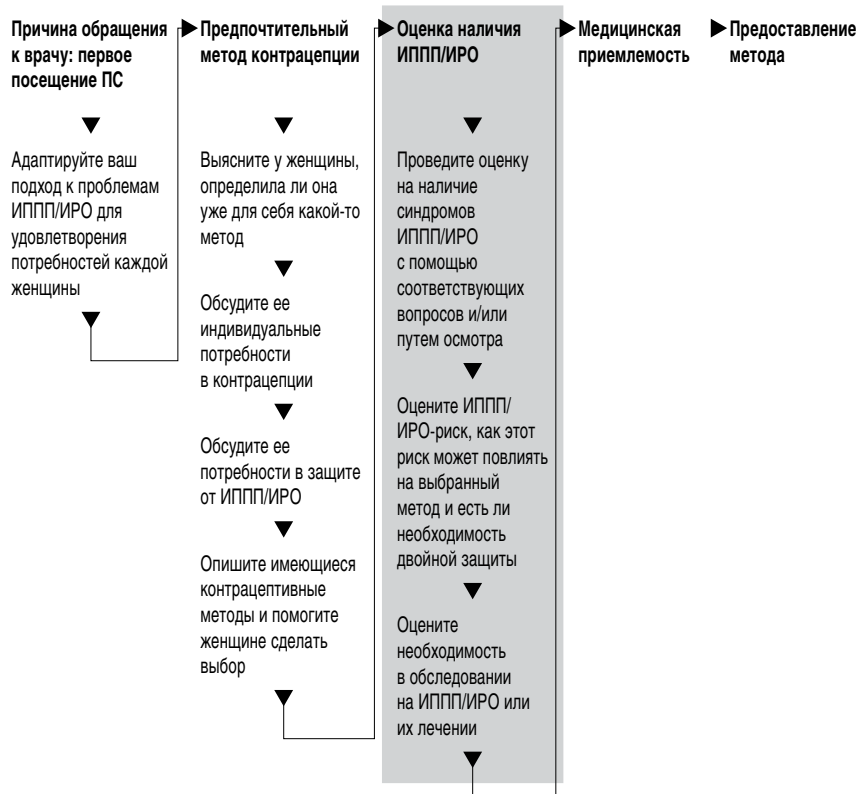 Причина обращения
к врачу: первое
посещение ПС
Адаптируйте ваш
подход к проблемам
ИППП/ИРО для
удовлетворения
потребностей каждой
женщины
Предпочтительный
метод контрацепции
Выясните у женщины,
определила ли она
уже для себя какой-то
метод
Обсудите ее
индивидуальные
потребности
в контрацепции
Обсудите ее
потребности в защите
от ИППП/ИРО
Опишите имеющиеся
контрацептивные
методы и помогите
женщине сделать
выбор
Оценка наличия
ИППП/ИРО
Проведите оценку
на наличие
синдромов
ИППП/ИРО
с помощью
соответствующих
вопросов и/или
путем осмотра
Оцените ИППП/
ИРО-риск, как этот
риск может повлиять
на выбранный
метод и есть ли
необходимость
двойной защиты
Оцените
необходимость
в обследовании
на ИППП/ИРО или
их лечении
Медицинская
приемлемость
Предоставление
метода